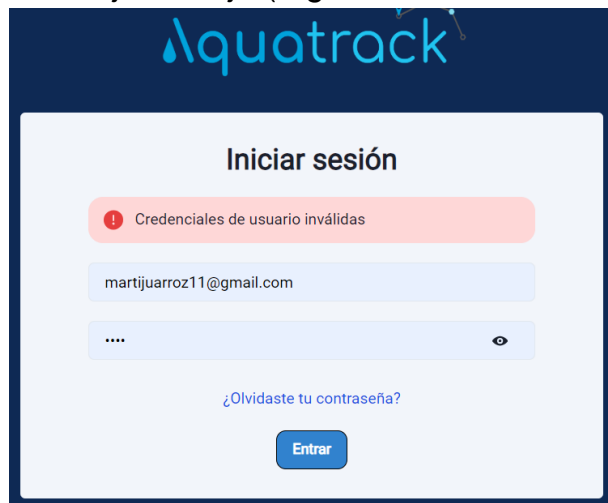 Aquatrack
Iniciar sesión
Credenciales de usuario inválidas
martijuarroz11@gmail.com
••••
¿Olvidaste tu contraseña?
Entrar